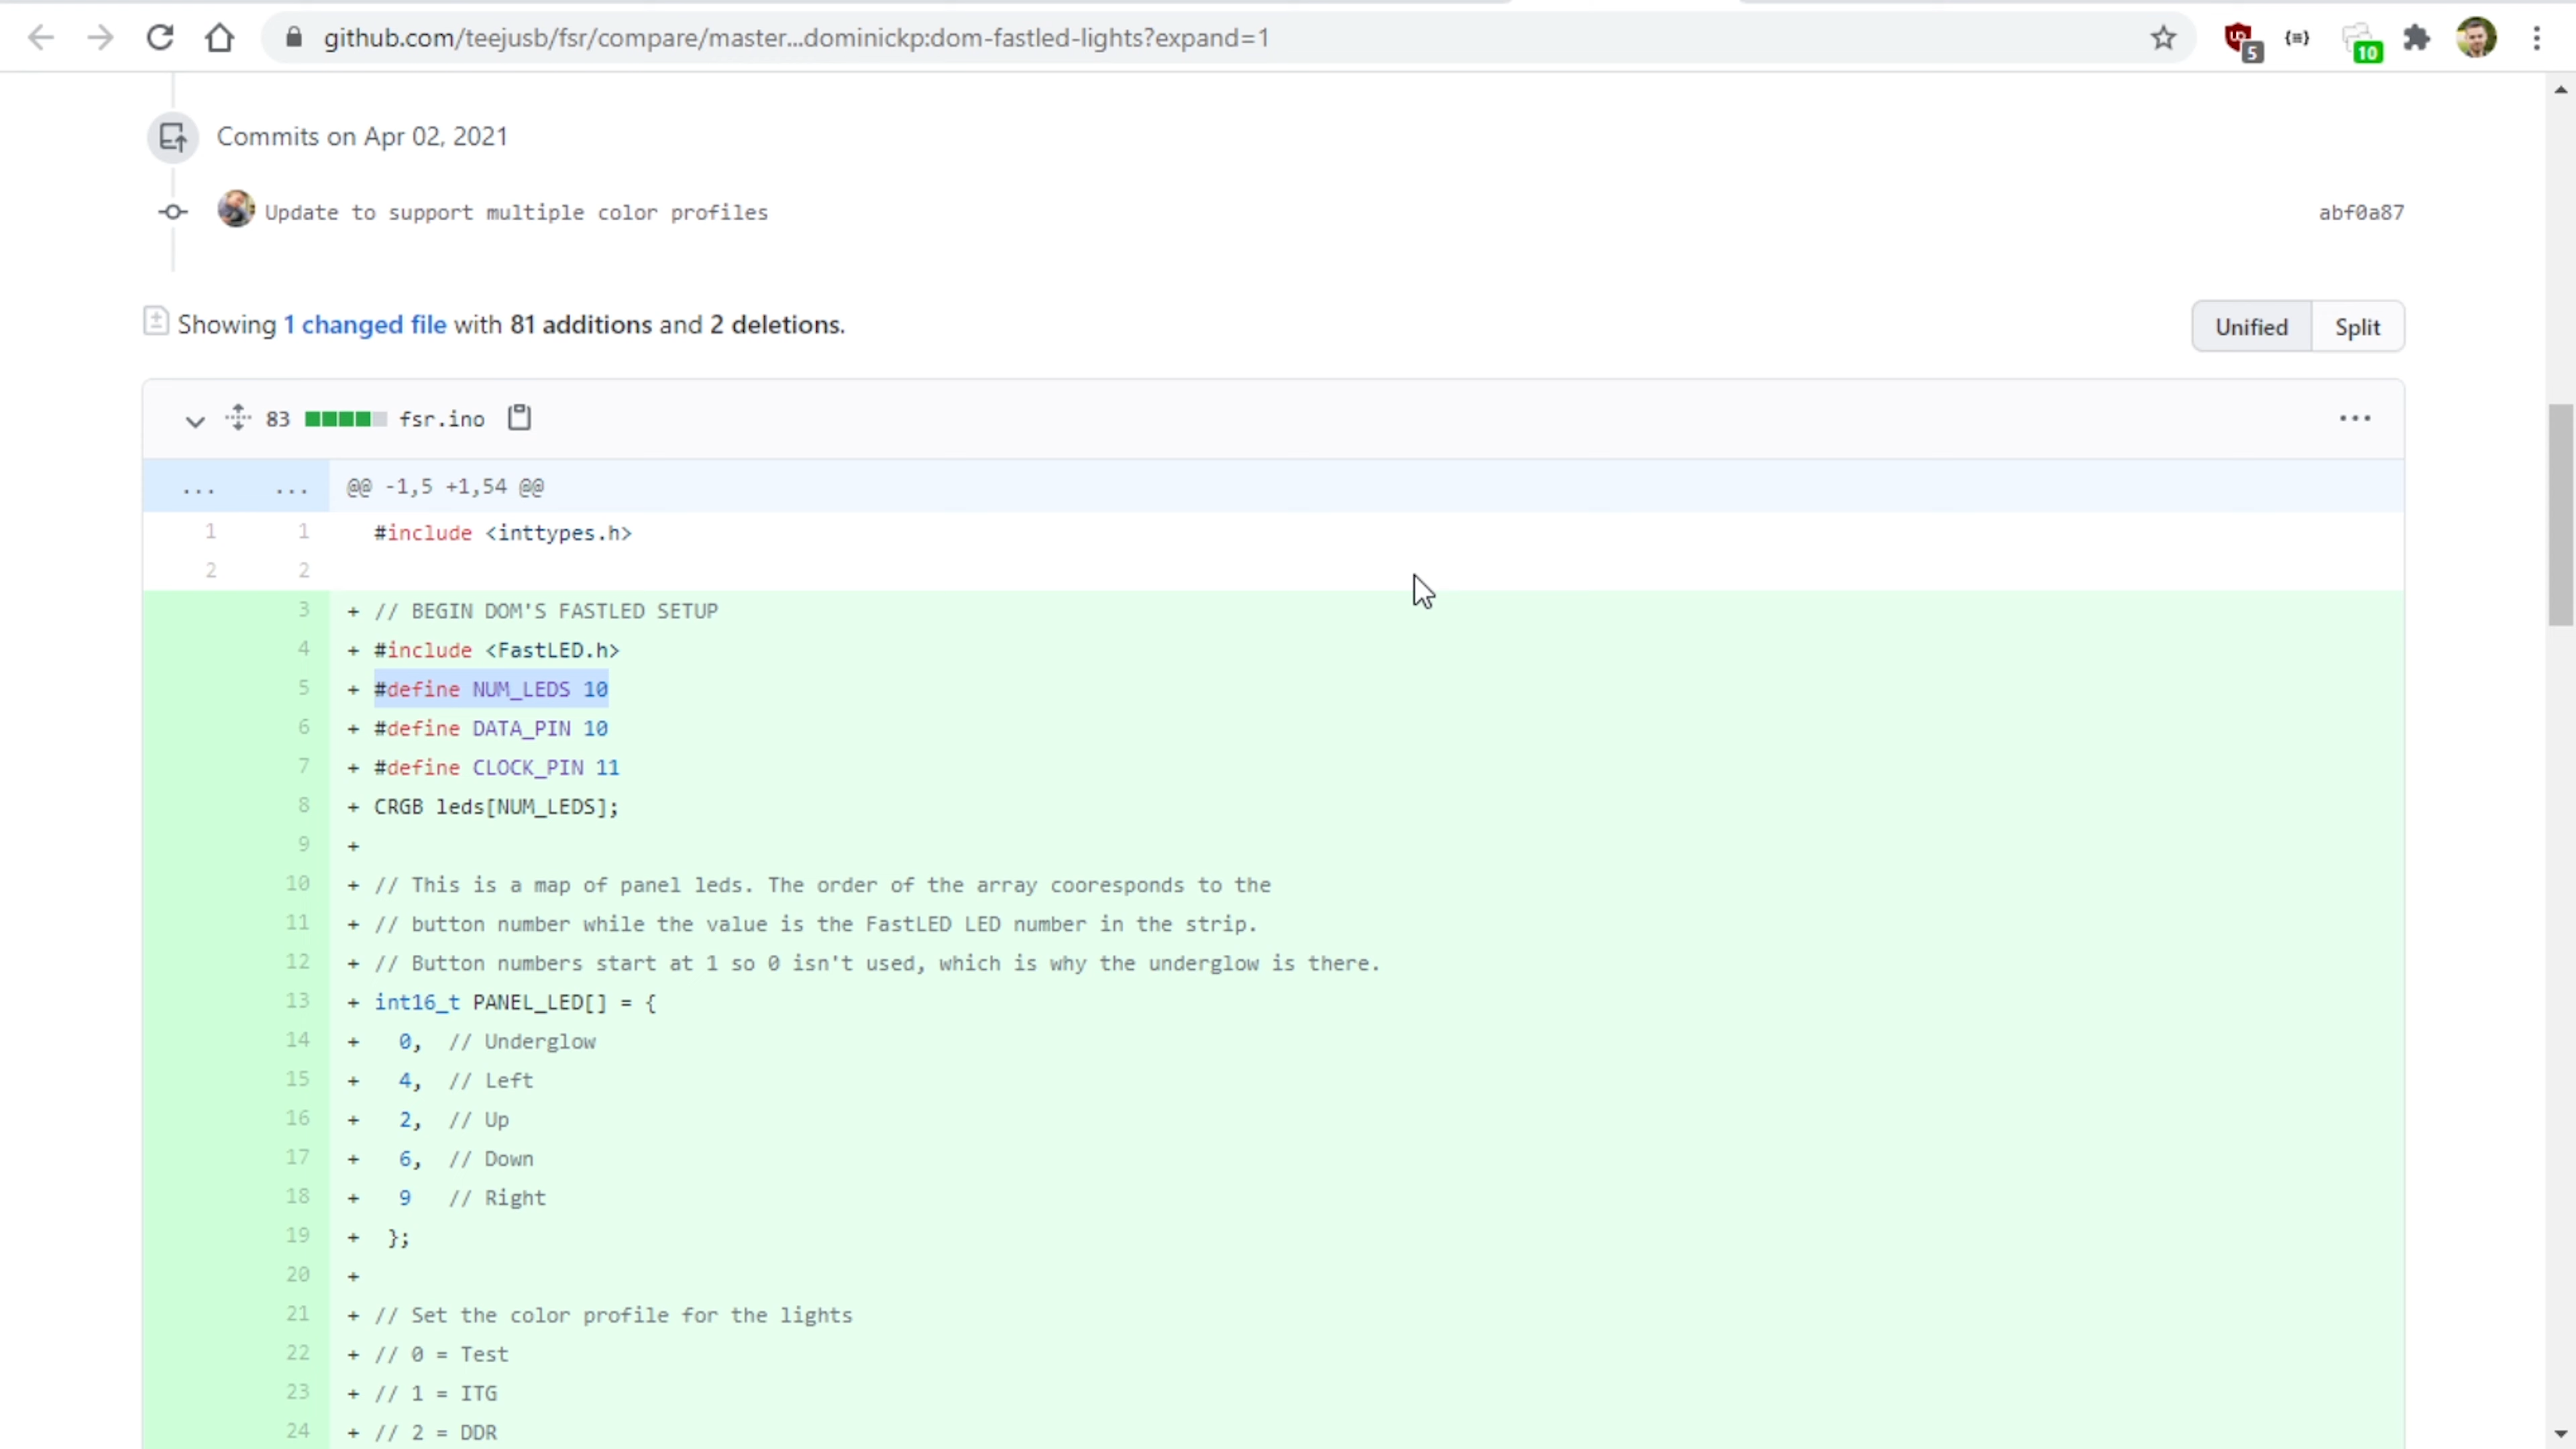 github.com/teejusb/fsr/compare/master...dominickp:dom-fastled-lights?expand=1
5
10
Commits on Apr 02, 2021
Update to support multiple color profiles
abf0a87
Showing 1 changed file with 81 additions and 2 deletions.
Unified Split
83 fsr.ino
... ... @@ -1,5 +1,54 @@
1 1 #include <inttypes.h>
2 2
3 + // BEGIN DOM'S FASTLED SETUP
4 + #include <FastLED.h>
5 + #define NUM_LEDS 10
6 + #define DATA_PIN 10
7 + #define CLOCK_PIN 11
8 + CRGB leds[NUM_LEDS];
9 +
10 + // This is a map of panel leds. The order of the array cooresponds to the
11 + // button number while the value is the FastLED LED number in the strip.
12 + // Button numbers start at 1 so 0 isn't used, which is why the underglow is there.
13 + int16_t PANEL_LED[] = {
14 + 0, // Underglow
15 + 4, // Left
16 + 2, // Up
17 + 6, // Down
18 + 9 // Right
19 + };
20 +
21 + // Set the color profile for the lights
22 + // 0 = Test
23 + // 1 = ITG
24 + // 2 = DDR